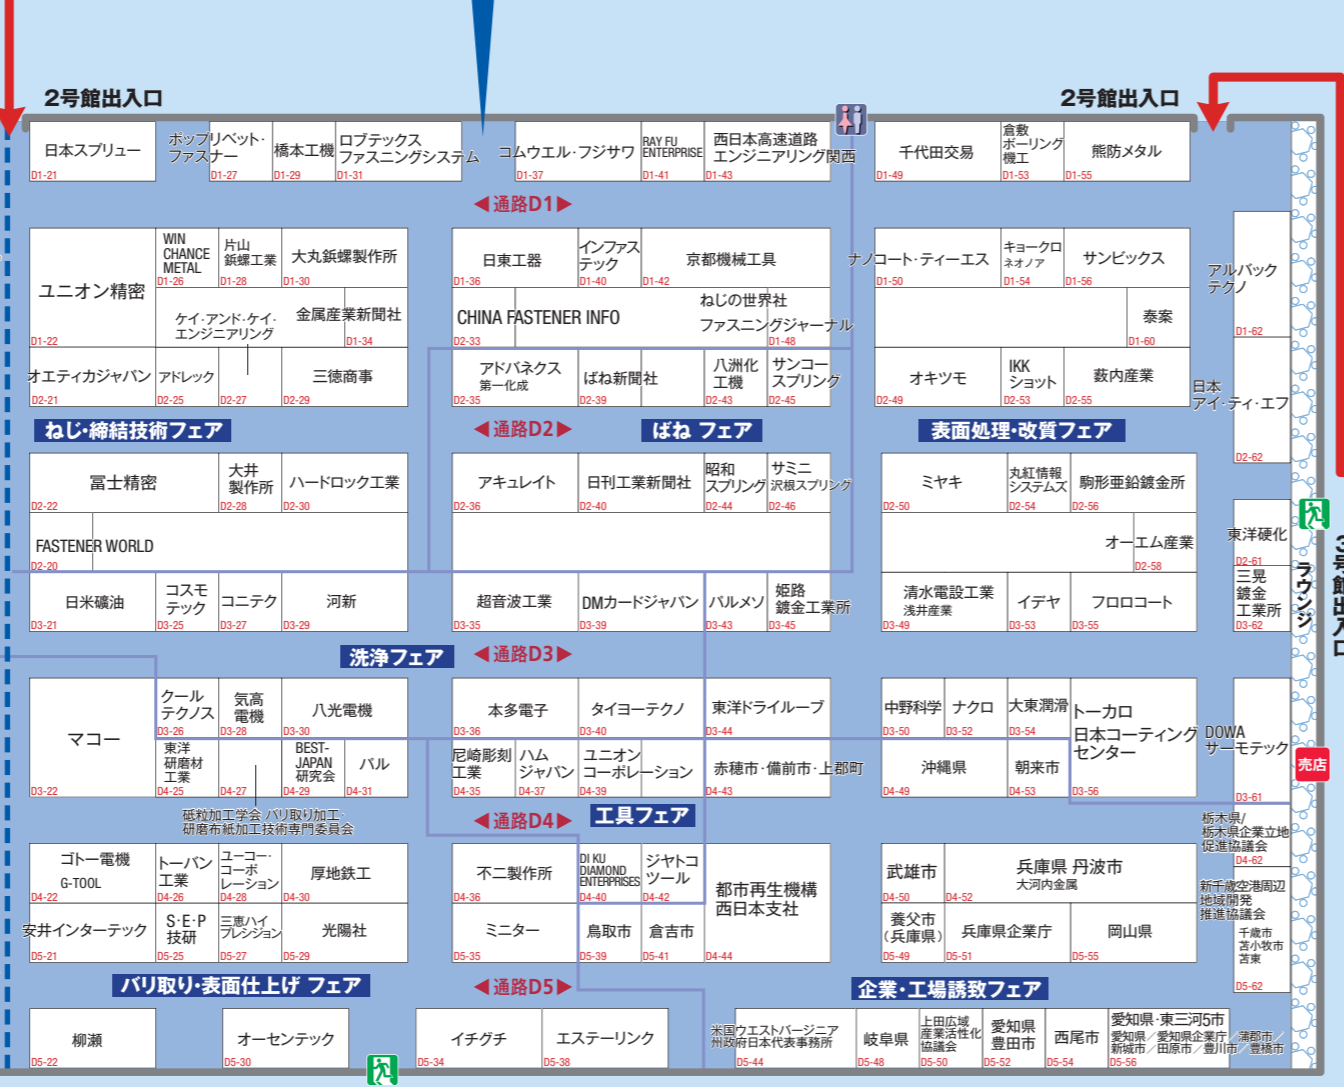 2号館出入口
2号館出入口
日本スプリュー
D1-21
ポップリベット・
ファスナー
D1-27
橋本工機
D1-29
ロブテックス
ファスニングシステム
D1-31
コムウエル・フジサワ
D1-37
RAY FU
ENTERPRISE
D1-41
西日本高速道路
エンジニアリング関西
D1-43
千代田交易
D1-49
倉敷
ボーリング
機工
D1-53
熊防メタル
D1-55
通路D1
ユニオン精密
D1-22
WIN
CHANCE
METAL
D1-26
片山
鋲螺工業
D1-28
大丸鋲螺製作所
D1-30
ケイ・アンド・ケイ・
エンジニアリング
金属産業新聞社
D1-34
オエティカジャパン
D2-21
アドレック
D2-25
D2-27
三徳商事
D2-29
日東工器
D1-36
インファス
テック
D1-40
京都機械工具
D1-42
CHINA FASTENER INFO
D2-33
ねじの世界社
ファスニングジャーナル
D1-48
アドバネクス
第一化成
D2-35
ばね新聞社
D2-39
八洲化
工機
D2-43
サンコー
スプリング
D2-45
ナノコート・ティーエス
D1-50
キョークロ
ネオノア
D1-54
サンビックス
D1-56
泰案
D1-60
オキツモ
D2-49
IKK
ショット
D2-53
薮内産業
D2-55
アルバック
テクノ
D1-62
日本
アイ・ティ・エフ
D2-62
ねじ・締結技術フェア
通路D2
ばね フェア
表面処理・改質フェア
冨士精密
D2-22
大井
製作所
D2-28
ハードロック工業
D2-30
FASTENER WORLD
D2-20
日米礦油
D3-21
コスモ
テック
D3-25
コニテク
D3-27
河新
D3-29
アキュレイト
D2-36
日刊工業新聞社
D2-40
昭和
スプリング
D2-44
サミニ
沢根スプリング
D2-46
超音波工業
D3-35
DMカードジャパン
D3-39
パルメソ
D3-43
姫路
鍍金工業所
D3-45
ミヤキ
D2-50
丸紅情報
システムズ
D2-54
駒形亜鉛鍍金所
D2-56
オーエム産業
D2-58
清水電設工業
浅井産業
D3-49
イデヤ
D3-53
フロロコート
D3-55
東洋硬化
D2-61
三晃
鍍金
工業所
D3-62
ラウンジ
3号館出入口
洗浄フェア
通路D3
マコー
D3-22
クール
テクノス
D3-26
気高
電機
D3-28
八光電機
D3-30
東洋
研磨材
工業
D4-25
D4-27
BEST-
JAPAN
研究会
D4-29
バル
D4-31
砥粒加工学会 バリ取り加工・
研磨布紙加工技術専門委員会
本多電子
D3-36
タイヨーテクノ
D3-40
東洋ドライルーブ
D3-44
尼崎彫刻
工業
D4-35
ハム
ジャパン
D4-37
ユニオン
コーポレーション
D4-39
赤穂市・備前市・上郡町
D4-43
中野科学
D3-50
ナクロ
D3-52
大東潤滑
D3-54
トーカロ
日本コーティング
センター
D3-56
沖縄県
D4-49
朝来市
D4-53
DOWA
サーモテック
D3-61
売店
通路D4
工具フェア
ゴトー電機
G-TOOL
D4-22
トーバン
工業
D4-26
ユーコー・
コーポ
レーション
D4-28
厚地鉄工
D4-30
安井インターテック
D5-21
S・E・P
技研
D5-25
三恵ハイ
プレシジョン
D5-27
光陽社
D5-29
不二製作所
D4-36
DI KU
DIAMOND
ENTERPRISES
D4-40
ジヤトコ
ツール
D4-42
都市再生機構
西日本支社
D4-44
ミニター
D5-35
鳥取市
D5-39
倉吉市
D5-41
武雄市
D4-50
兵庫県 丹波市
大河内金属
D4-52
養父市
(兵庫県)
D5-49
兵庫県企業庁
D5-51
岡山県
D5-55
栃木県/
栃木県企業立地
促進協議会
D4-62
新千歳空港周辺
地域開発
推進協議会
千歳市
苫小牧市
苫東
D5-62
バリ取り・表面仕上げ フェア
通路D5
企業・工場誘致フェア
柳瀬
D5-22
オーセンテック
D5-30
イチグチ
D5-34
エステーリンク
D5-38
米国ウエストバージニア
州政府日本代表事務所
D5-44
岐阜県
D5-48
上田広域
産業活性化
協議会
D5-50
愛知県
豊田市
D5-52
西尾市
D5-54
愛知県・東三河5市
愛知県／愛知県企業庁／蒲郡市／
新城市／田原市／豊川市／豊橋市
D5-56